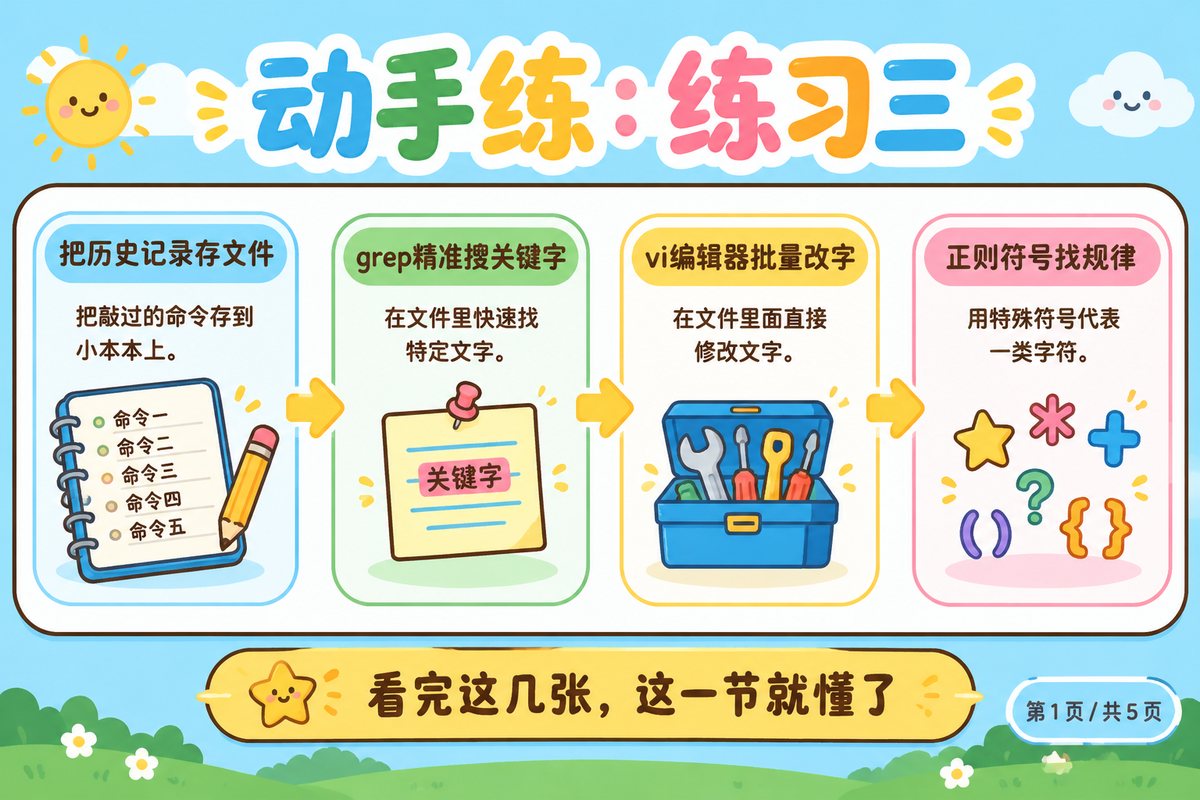 动手练：练习三
把历史记录存文件
把敲过的命令存到
小本本上。
命令一
命令二
命令三
命令四
命令五
grep精准搜关键字
在文件里快速找
特定文字。
关键字
vi编辑器批量改字
在文件里面直接
修改文字。
正则符号找规律
用特殊符号代表
一类字符。
* +
?
() {}
看完这几张，这一节就懂了
第1页/共5页